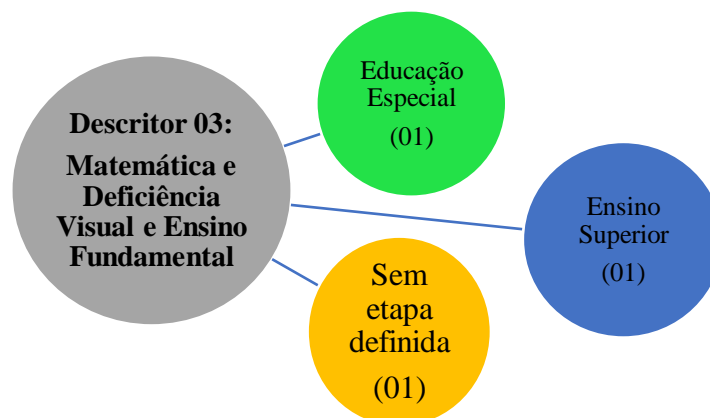 Descritor 03:
Matemática e
Deficiência
Visual e Ensino
Fundamental
Educação
Especial
(01)
Ensino
Superior
(01)
Sem
etapa
definida
(01)